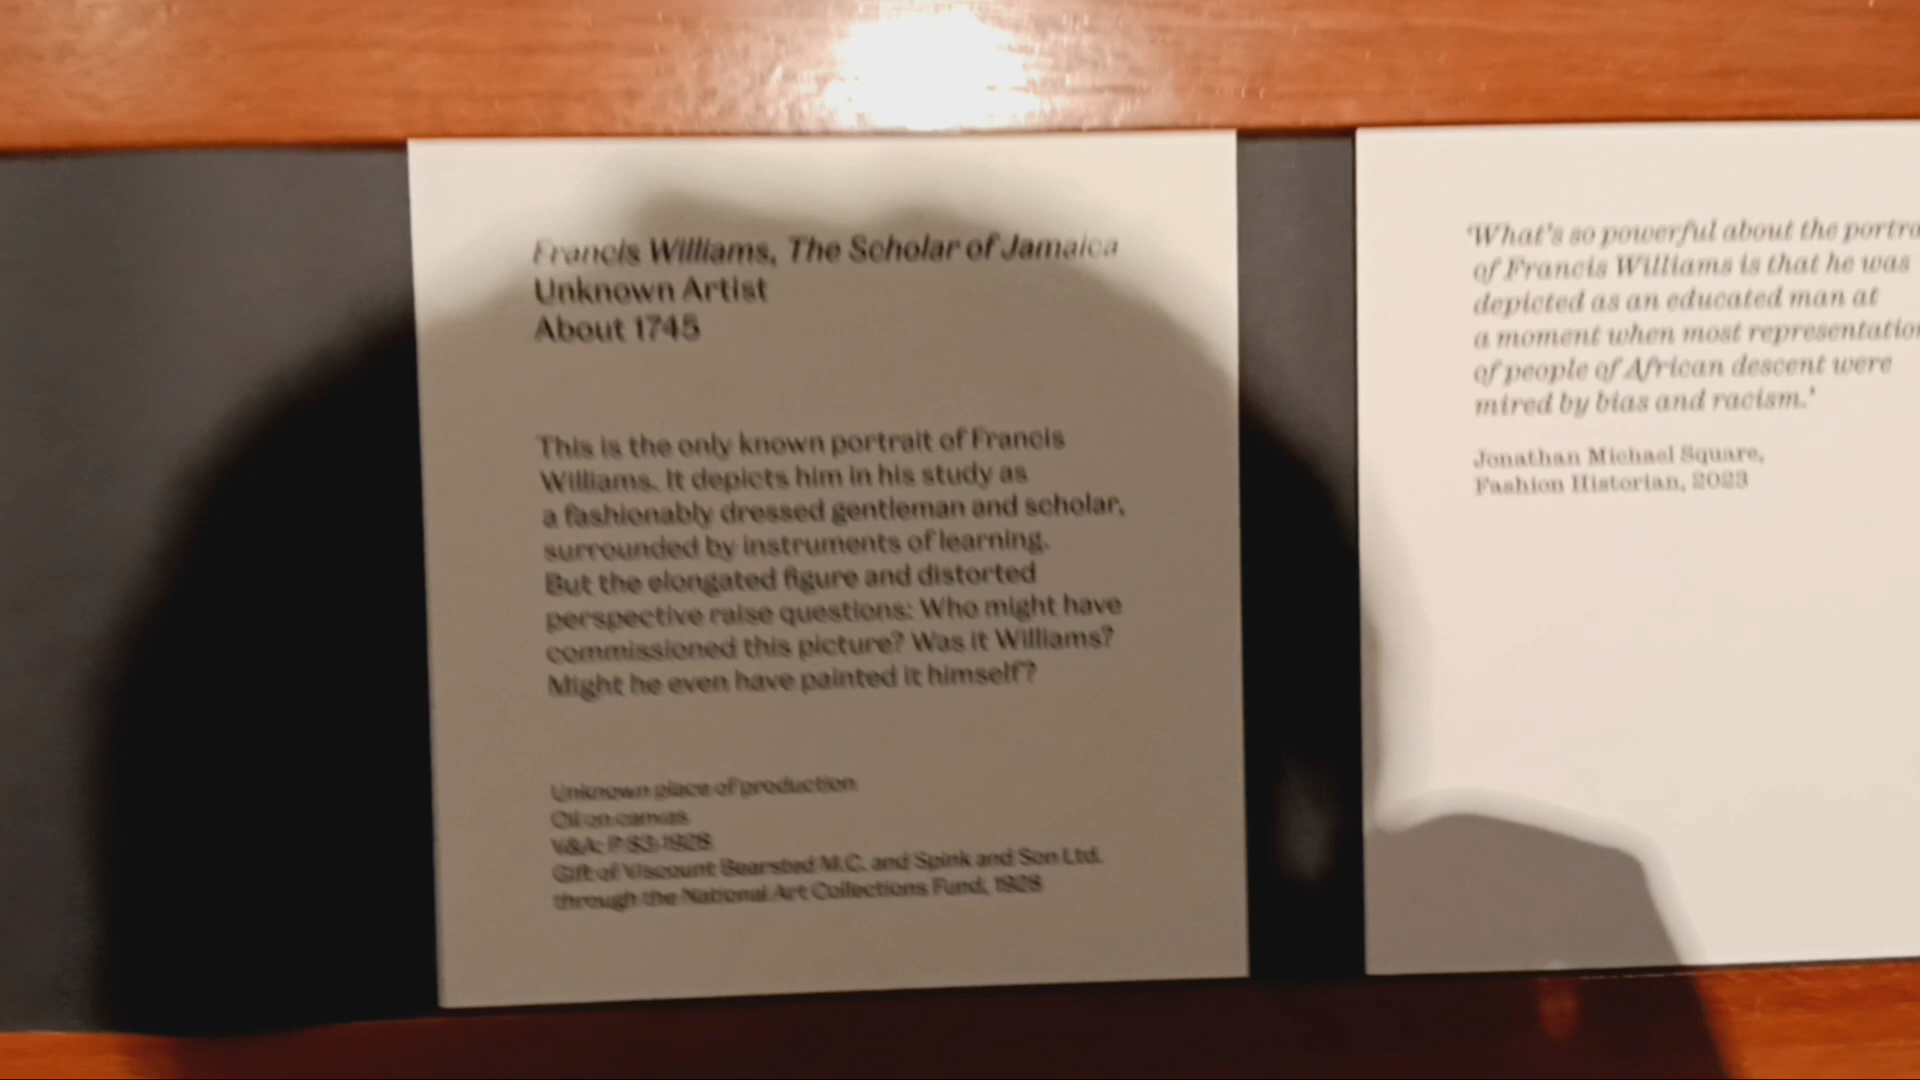 Francis Williams, The Scholar of Jamaica
Unknown Artist
About 1745
This is the only known portrait of Francis
Williams. It depicts him in his study as
a fashionably dressed gentleman and scholar,
surrounded by instruments of learning.
But the elongated figure and distorted
perspective raise questions: Who might have
commissioned this picture? Was it Williams?
Might he even have painted it himself?
Unknown place of production
Oil on canvas
V&A: P.83-1928
Gift of Viscount Bearsted M.C. and Spink and Son Ltd.
through the National Art Collections Fund, 1928
‘What’s so powerful about the portra
of Francis Williams is that he was
depicted as an educated man at
a moment when most representation
of people of African descent were
mired by bias and racism.’
Jonathan Michael Square,
Fashion Historian, 2023